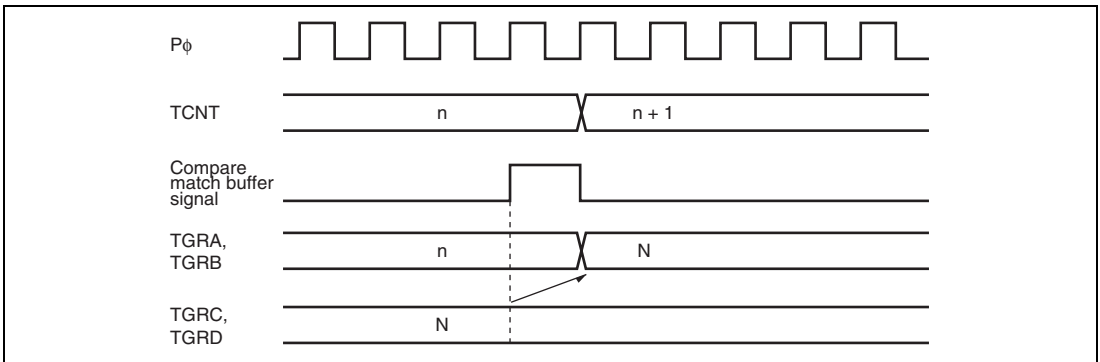 Pϕ
TCNT
n
n + 1
Compare
match buffer
signal
TGRA,
TGRB
n
N
TGRC,
TGRD
N